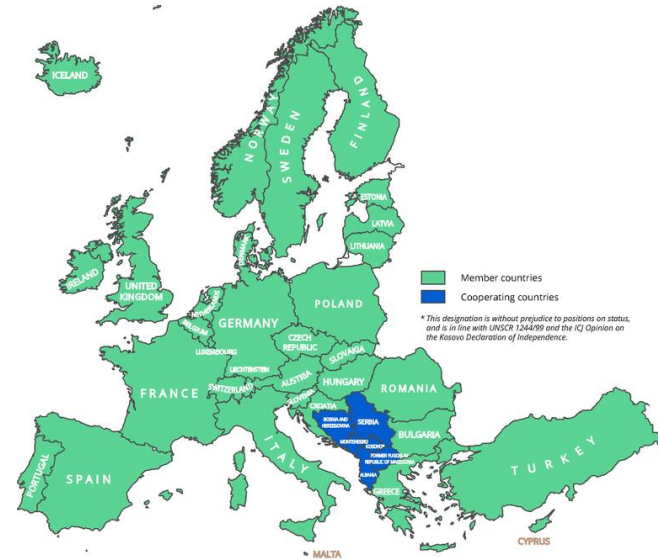 ICELAND
NORWAY
SWEDEN
FINLAND
ESTONIA
LATVIA
LITHUANIA
DENMARK
IRELAND
UNITED
KINGDOM
NETHERLANDS
BELGIUM
LUXEMBOURG
GERMANY
POLAND
CZECH
REPUBLIC
SLOVAKIA
LIECHTENSTEIN
AUSTRIA
HUNGARY
SWITZERLAND
FRANCE
SLOVENIA
CROATIA
ROMANIA
BOSNIA AND
HERZEGOVINA
SERBIA
MONTENEGRO
KOSOVO*
BULGARIA
FORMER YUGOSLAV
REPUBLIC OF MACEDONIA
ALBANIA
GREECE
ITALY
PORTUGAL
SPAIN
TURKEY
MALTA
CYPRUS
Member countries
Cooperating countries
* This designation is without prejudice to positions on status,
and is in line with UNSCR 1244/99 and the ICJ Opinion on
the Kosovo Declaration of Independence.